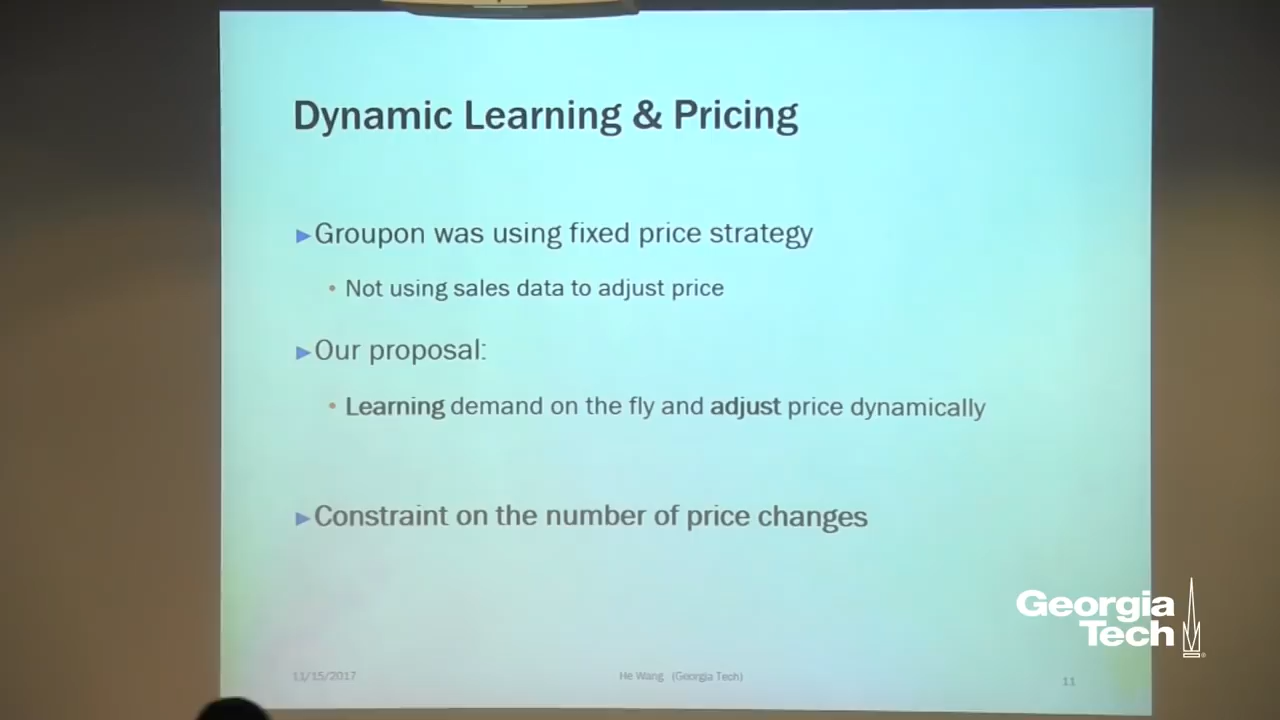 Dynamic Learning & Pricing
►Groupon was using fixed price strategy
• Not using sales data to adjust price
►Our proposal:
• Learning demand on the fly and adjust price dynamically
►Constraint on the number of price changes
Georgia
Tech
11/15/2017
He Wang (Georgia Tech)
11